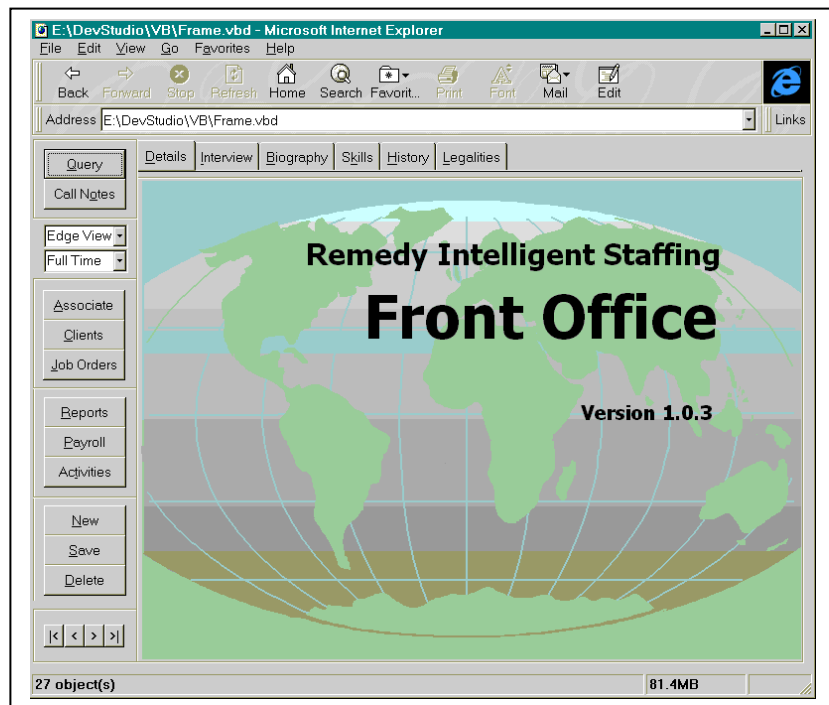 E:\DevStudio\VB\Frame.vbd - Microsoft Internet Explorer
File Edit View Go Favorites Help
Back Forward Stop Refresh Home Search Favorit... Print Font Mail Edit
Address E:\DevStudio\VB\Frame.vbd Links
Query
Call Notes
Edge View
Full Time
Associate
Clients
Job Orders
Reports
Payroll
Activities
New
Save
Delete
|< < > >|
Details Interview Biography Skills History Legalities
Remedy Intelligent Staffing
Front Office
Version 1.0.3
27 object(s) 81.4MB